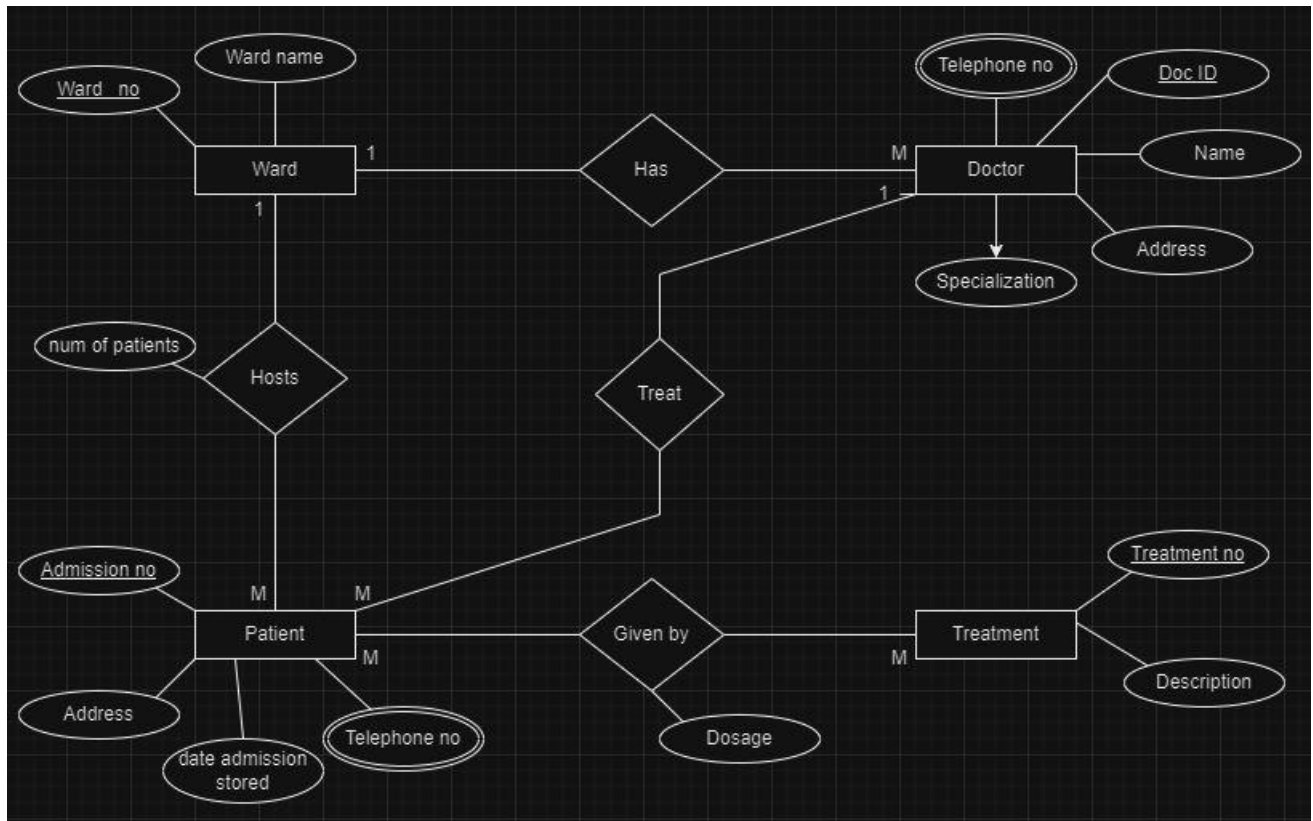 Ward name
Telephone no
Doc ID
Ward no
Name
1
M
Ward
Has
Doctor
1
1
Address
Specialization
num of patients
Hosts
Treat
Treatment no
Admission no
M
M
Patient
Given by
Treatment
M
M
Description
Address
Telephone no
Dosage
date admission
stored